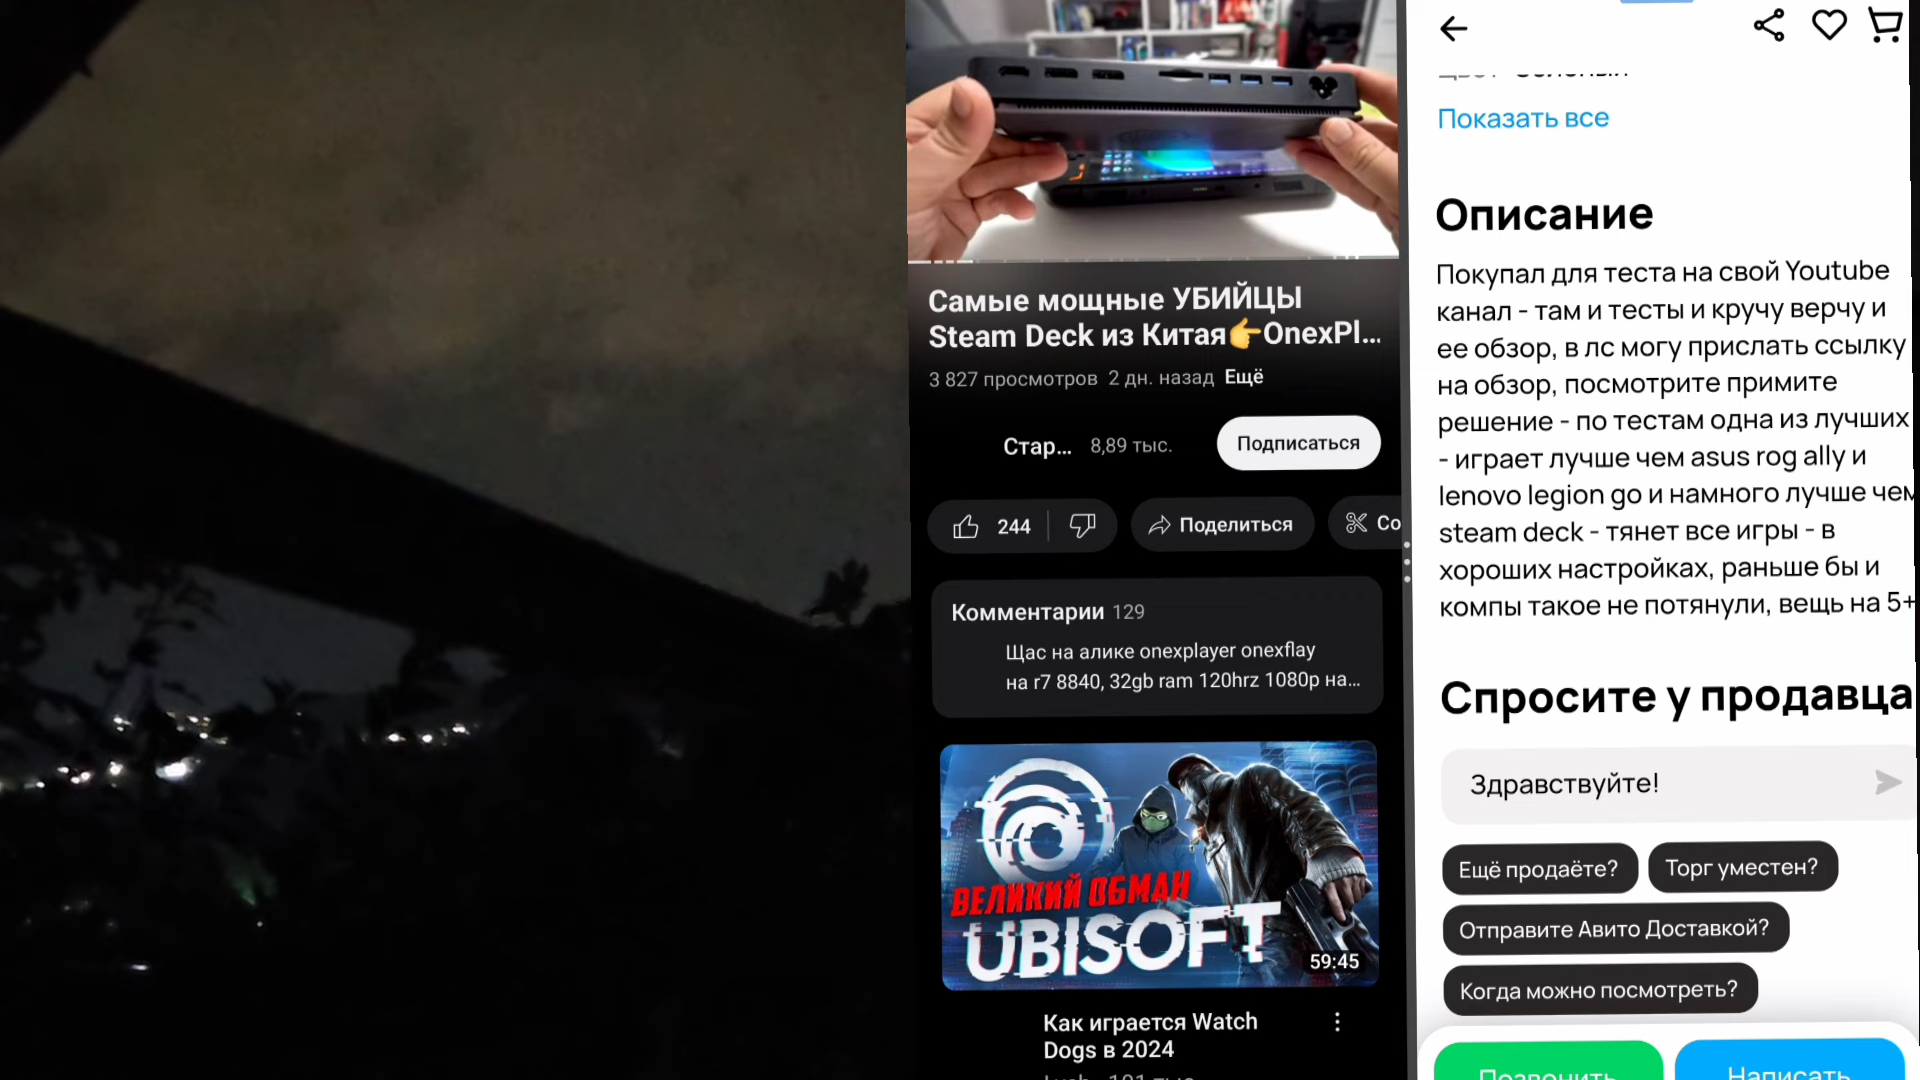 Самые мощные УБИЙЦЫ
Steam Deck из Китая👉OnexPl...
3 827 просмотров 2 дн. назад Ещё
Стар... 8,89 тыс. Подписаться
244 Поделиться Со
Комментарии 129
Щас на алике onexplayer onexflay
на r7 8840, 32gb ram 120hrz 1080p на...
ВЕЛИКИЙ ОБМАН
UBISOFT
59:45
Как играется Watch
Dogs в 2024
Показать все
Описание
Покупал для теста на свой Youtube
канал - там и тесты и кручу верчу и
ее обзор, в лс могу прислать ссылку
на обзор, посмотрите примите
решение - по тестам одна из лучших
- играет лучше чем asus rog ally и
lenovo legion go и намного лучше чем
steam deck - тянет все игры - в
хороших настройках, раньше бы и
компы такое не потянули, вещь на 5+
Спросите у продавца
Здравствуйте!
Ещё продаёте? Торг уместен?
Отправите Авито Доставкой?
Когда можно посмотреть?
Позвонить Написать